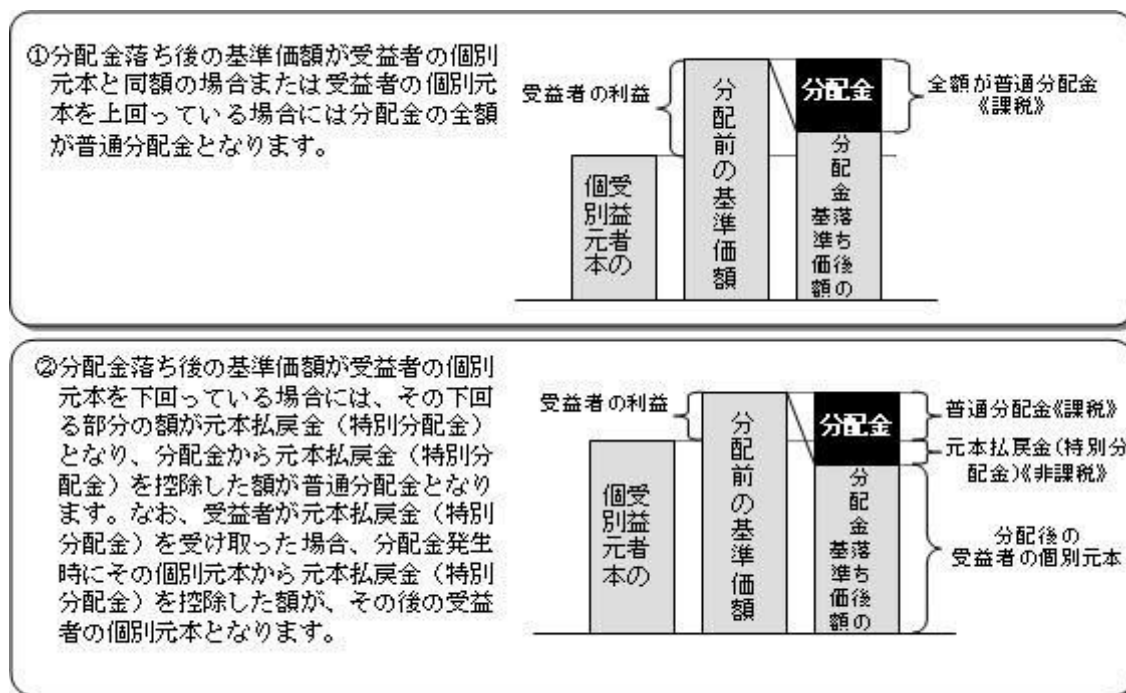 ①分配金落ち後の基準価額が受益者の個別
元本と同額の場合または受益者の個別元
本を上回っている場合には分配金の全額
が普通分配金となります。
受益者の利益
個別元本
受益者の
分配前の基準価額
分配金
分配金
落ち後の
基準価額
全額が普通分配金
《課税》
②分配金落ち後の基準価額が受益者の個別
元本を下回っている場合には、その下回
る部分の額が元本払戻金（特別分配金）
となり、分配金から元本払戻金（特別分
配金）を控除した額が普通分配金となり
ます。なお、受益者が元本払戻金（特別
分配金）を受け取った場合、分配金発生
時にその個別元本から元本払戻金（特別
分配金）を控除した額が、その後の受益
者の個別元本となります。
受益者の利益
受益者の
個別元本
分配前の基準価額
分配金
分配金
落ち後の
基準価額
普通分配金《課税》
元本払戻金(特別分
配金)《非課税》
分配後の
受益者の個別元本